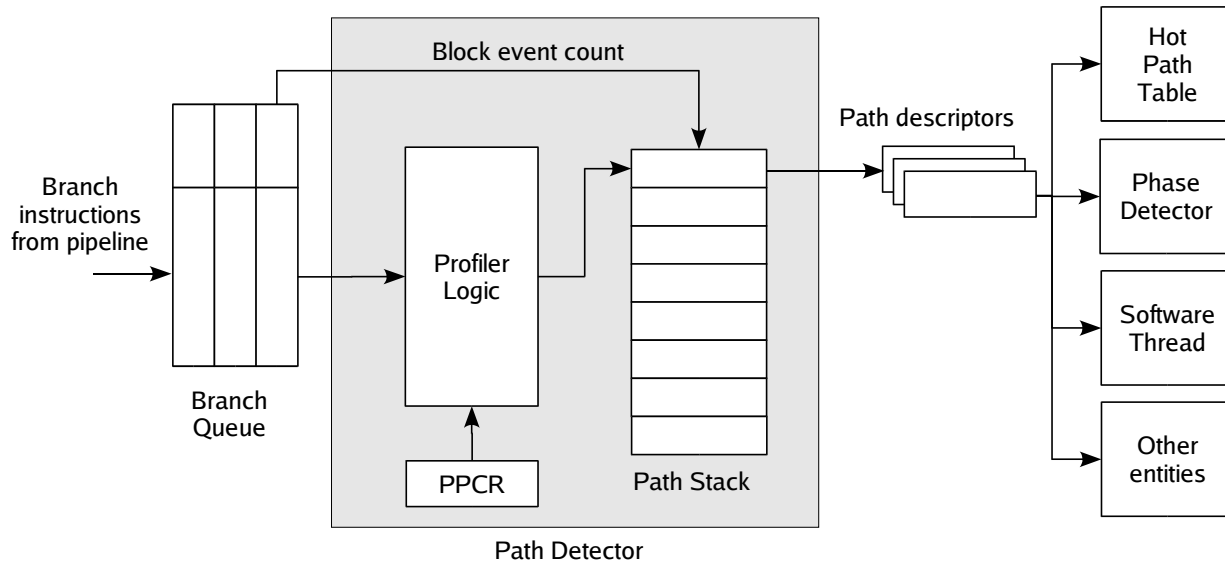 Block event count
Hot
Path
Table
Path descriptors
Branch
instructions
from pipeline
Phase
Detector
Profiler
Logic
Software
Thread
Branch
Queue
PPCR
Path Stack
Other
entities
Path Detector